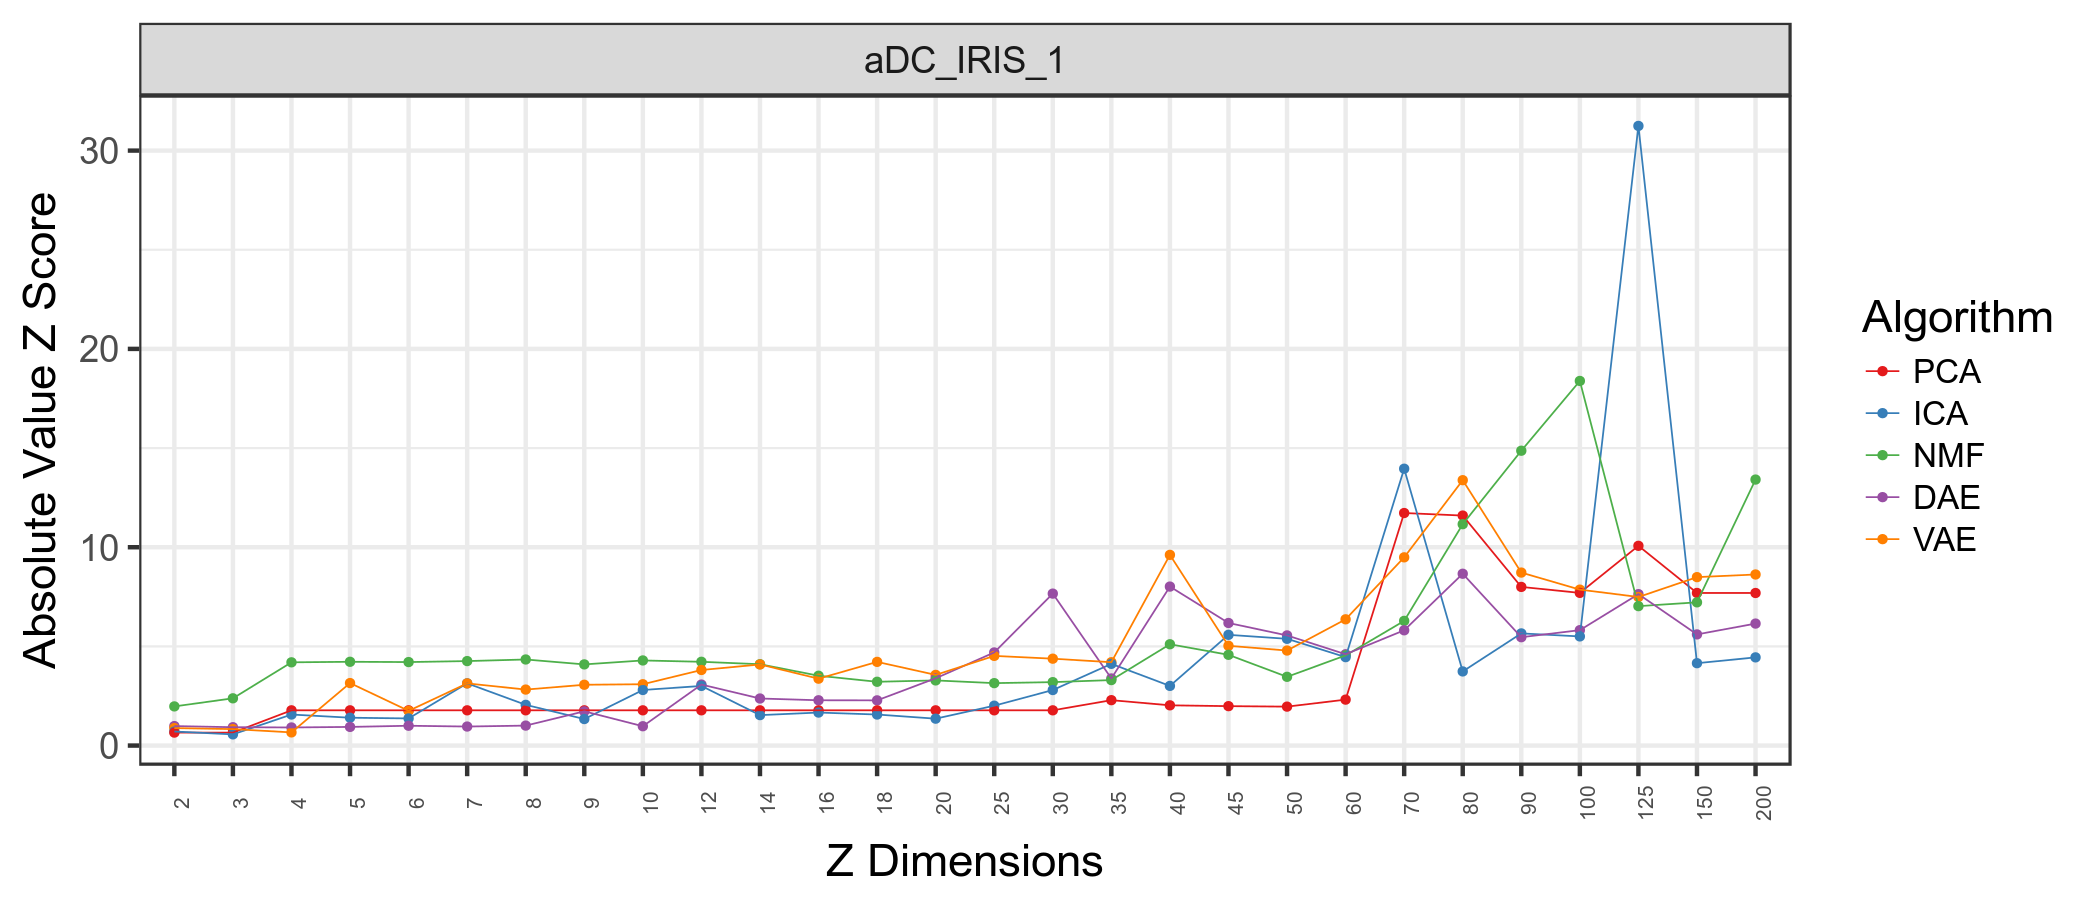 aDC_IRIS_1
Absolute Value Z Score
30
20
10
0
2 3 4 5 6 7 8 9 10 12 14 16 18 20 25 30 35 40 45 50 60 70 80 90 100 125 150 200
Z Dimensions
Algorithm
PCA
ICA
NMF
DAE
VAE